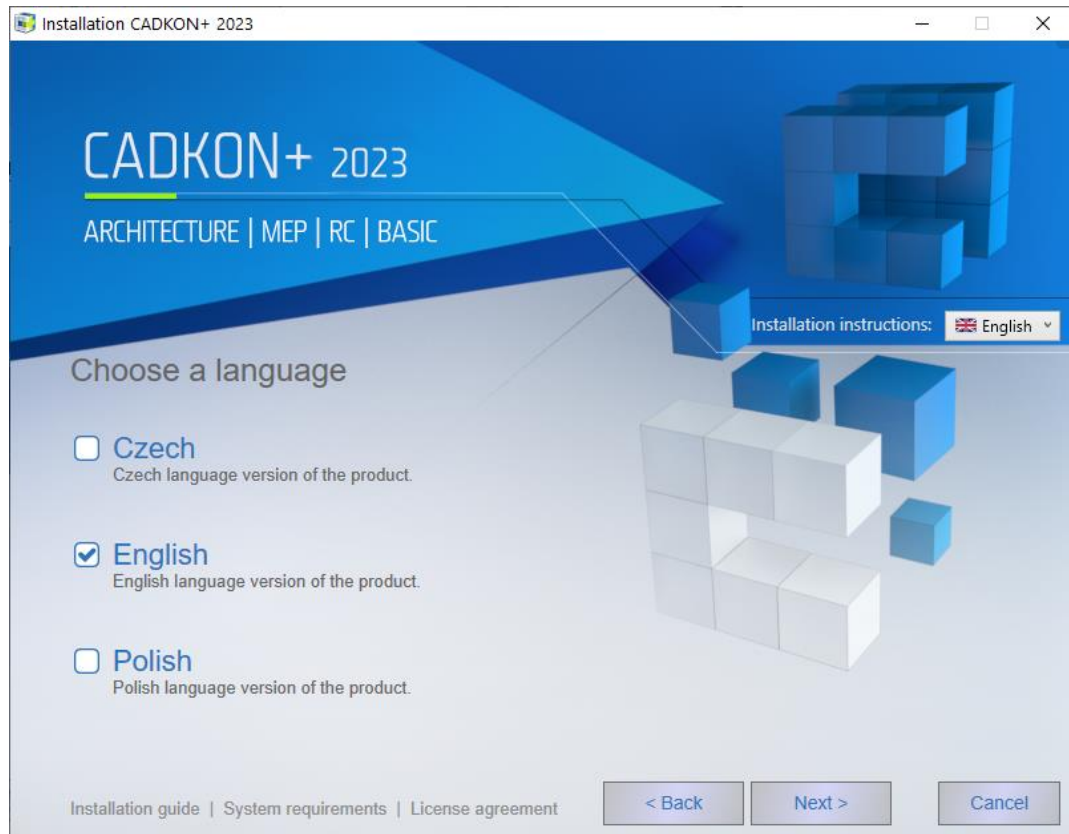 Installation CADKON+ 2023
CADKON+ 2023
ARCHITECTURE | MEP | RC | BASIC
Installation instructions: English
Choose a language
Czech
Czech language version of the product.
English
English language version of the product.
Polish
Polish language version of the product.
Installation guide | System requirements | License agreement
< Back Next > Cancel